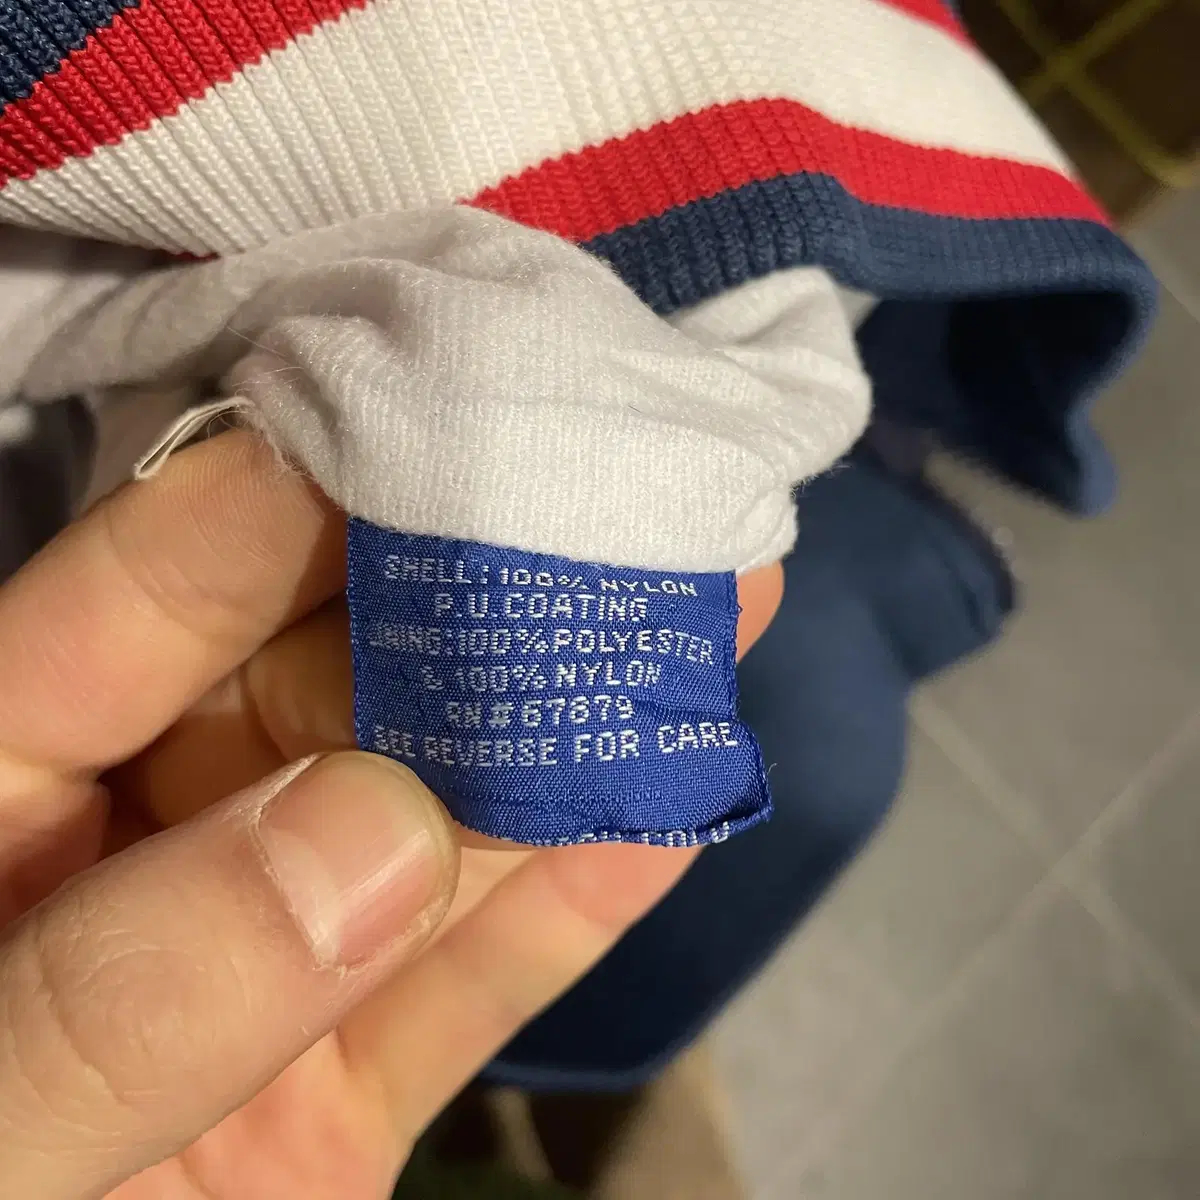 SHELL: 100% NYLON
P.U.COATING
LINING:100%POLYESTER
& 100% NYLON
RN# 67679
SEE REVERSE FOR CARE